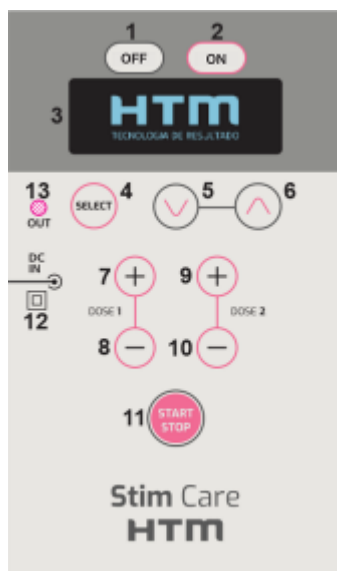 1 2
OFF ON
3 HTM
TECNOLOGIA DE RESULTADO
13 SELECT 4 5 6
OUT
DC
IN
7 + 9 +
DOSE 1 DOSE 2
12
8 − 10 −
11 START
STOP
Stim Care
HTM